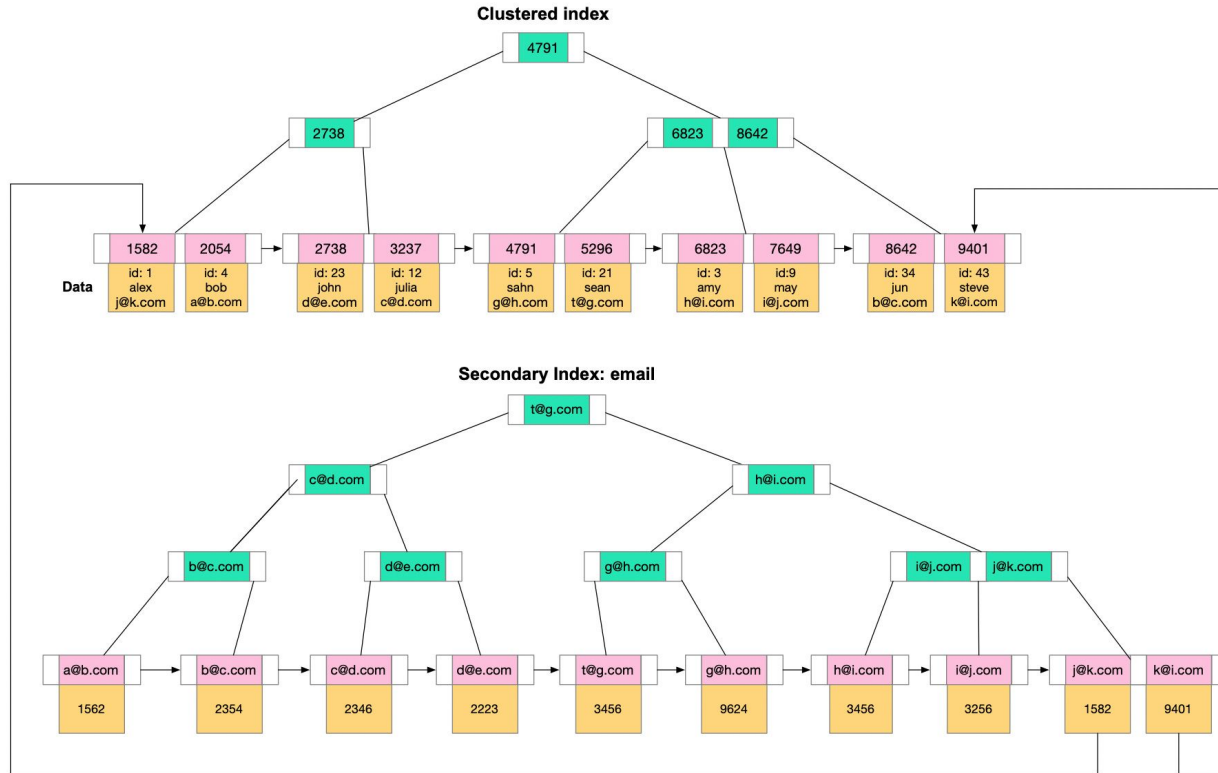 Clustered index
4791
2738
6823 8642
1582 2054 2738 3237 4791 5296 6823 7649 8642 9401
Data
id: 1
alex
j@k.com
id: 4
bob
a@b.com
id: 23
john
d@e.com
id: 12
julia
c@d.com
id: 5
sahn
g@h.com
id: 21
sean
t@g.com
id: 3
amy
h@i.com
id:9
may
i@j.com
id: 34
jun
b@c.com
id: 43
steve
k@i.com
Secondary Index: email
t@g.com
c@d.com h@i.com
b@c.com d@e.com g@h.com i@j.com j@k.com
a@b.com b@c.com c@d.com d@e.com t@g.com g@h.com h@i.com i@j.com j@k.com k@i.com
1562 2354 2346 2223 3456 9624 3456 3256 1582 9401